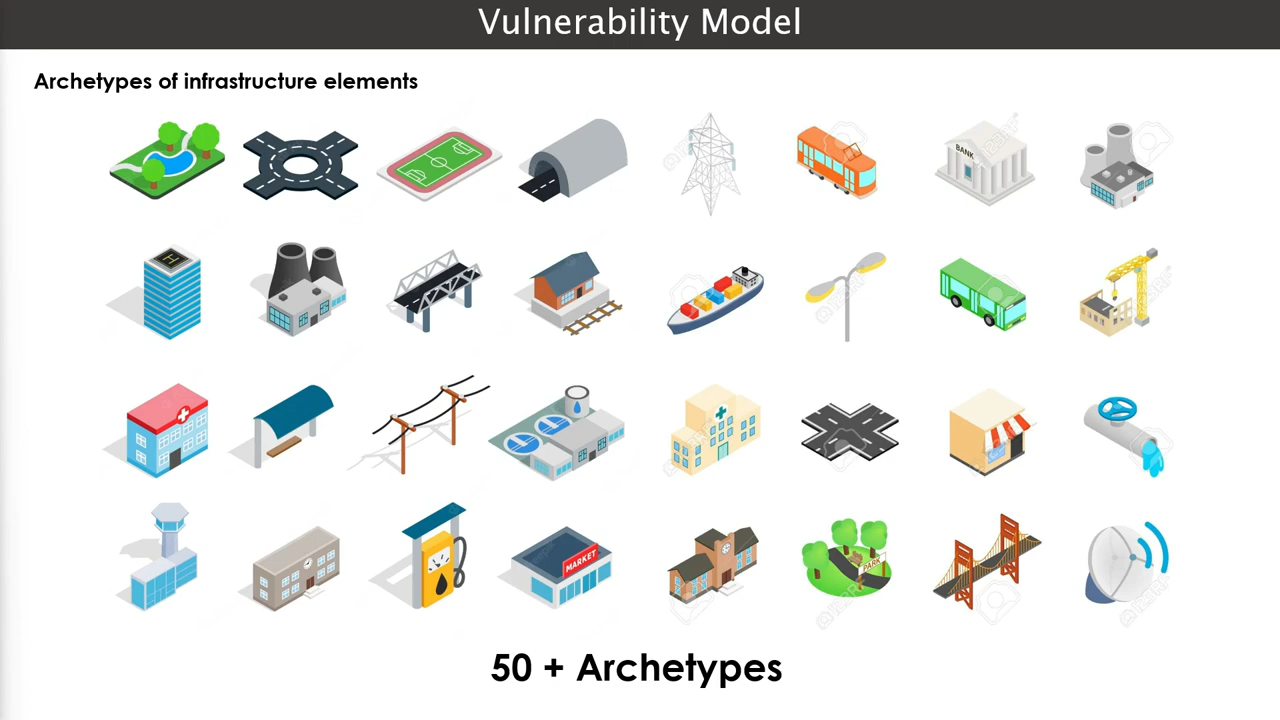 Vulnerability Model
Archetypes of infrastructure elements
BANK
H
MARKET
PARK
50 + Archetypes